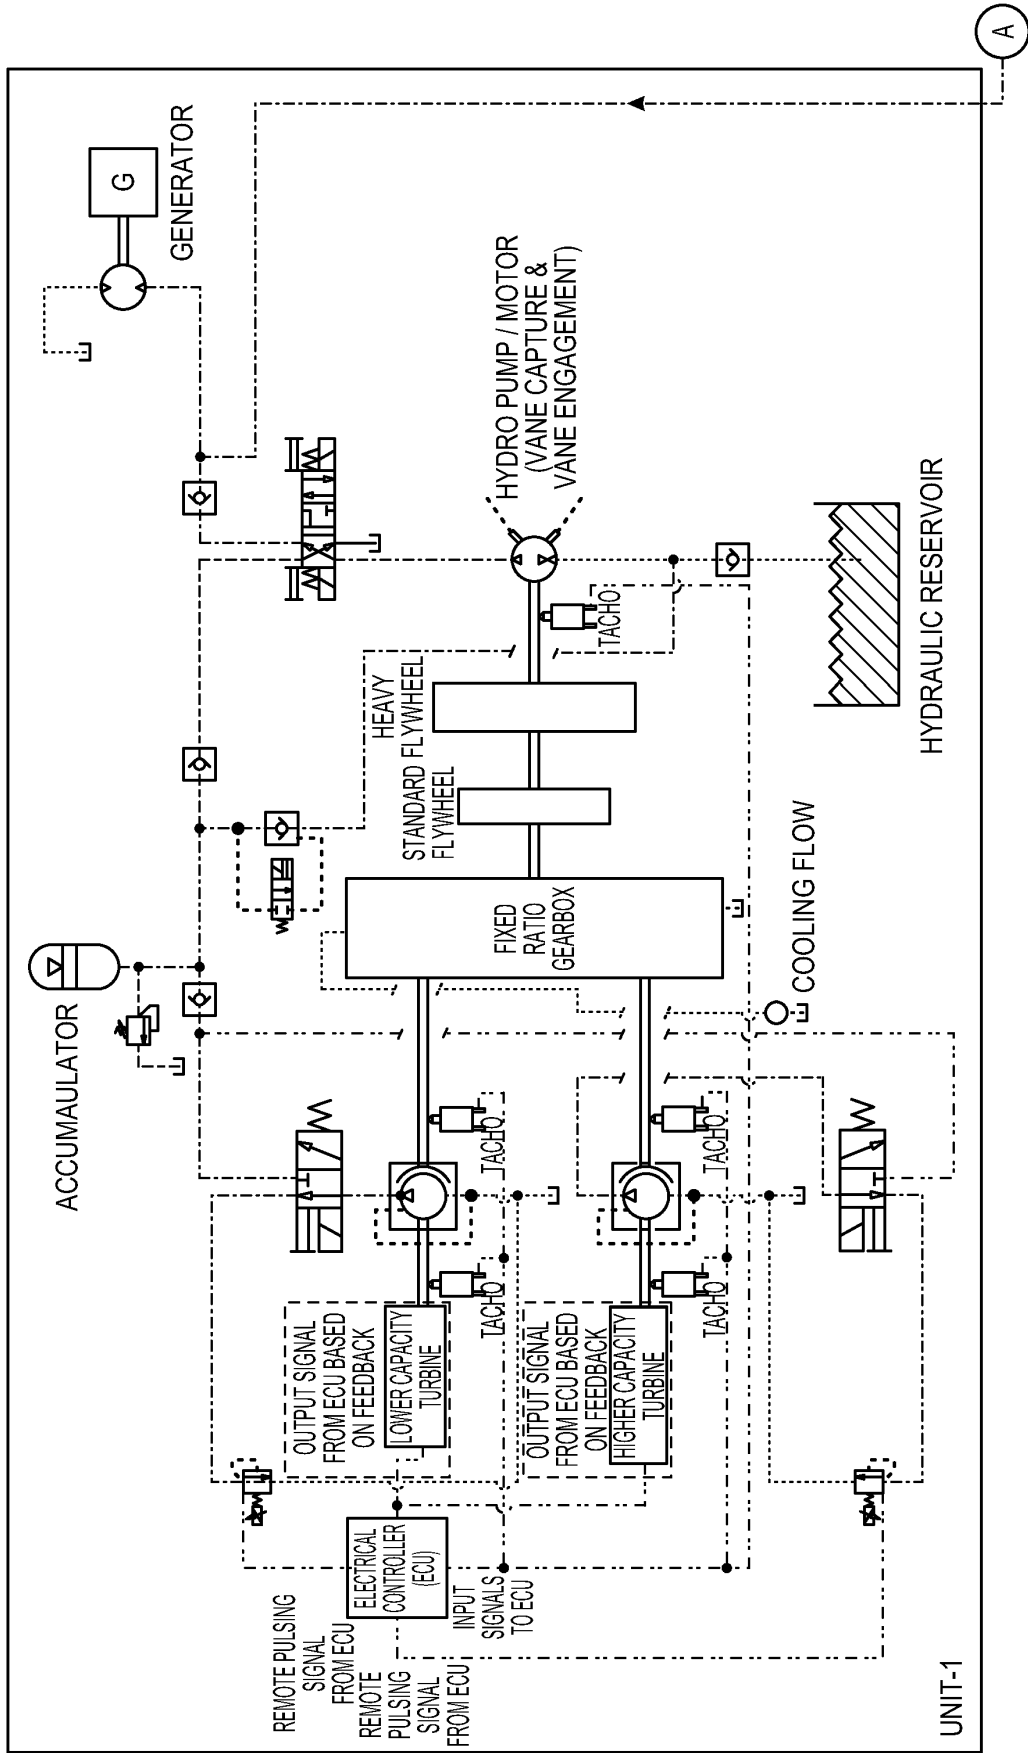 A
G
GENERATOR
HYDRO PUMP / MOTOR
(VANE CAPTURE &
VANE ENGAGEMENT)
HYDRAULIC RESERVOIR
TACHO
HEAVY
FLYWHEEL
STANDARD
FLYWHEEL
FIXED
RATIO
GEARBOX
COOLING FLOW
ACCUMAULATOR
TACHO
TACHO
TACHO
TACHO
OUTPUT SIGNAL
FROM ECU BASED
ON FEEDBACK
LOWER CAPACITY
TURBINE
OUTPUT SIGNAL
FROM ECU BASED
ON FEEDBACK
HIGHER CAPACITY
TURBINE
ELECTRICAL
CONTROLLER
(ECU)
INPUT
SIGNALS
TO ECU
REMOTE PULSING
SIGNAL
FROM ECU
REMOTE
PULSING
SIGNAL
FROM ECU
UNIT-1